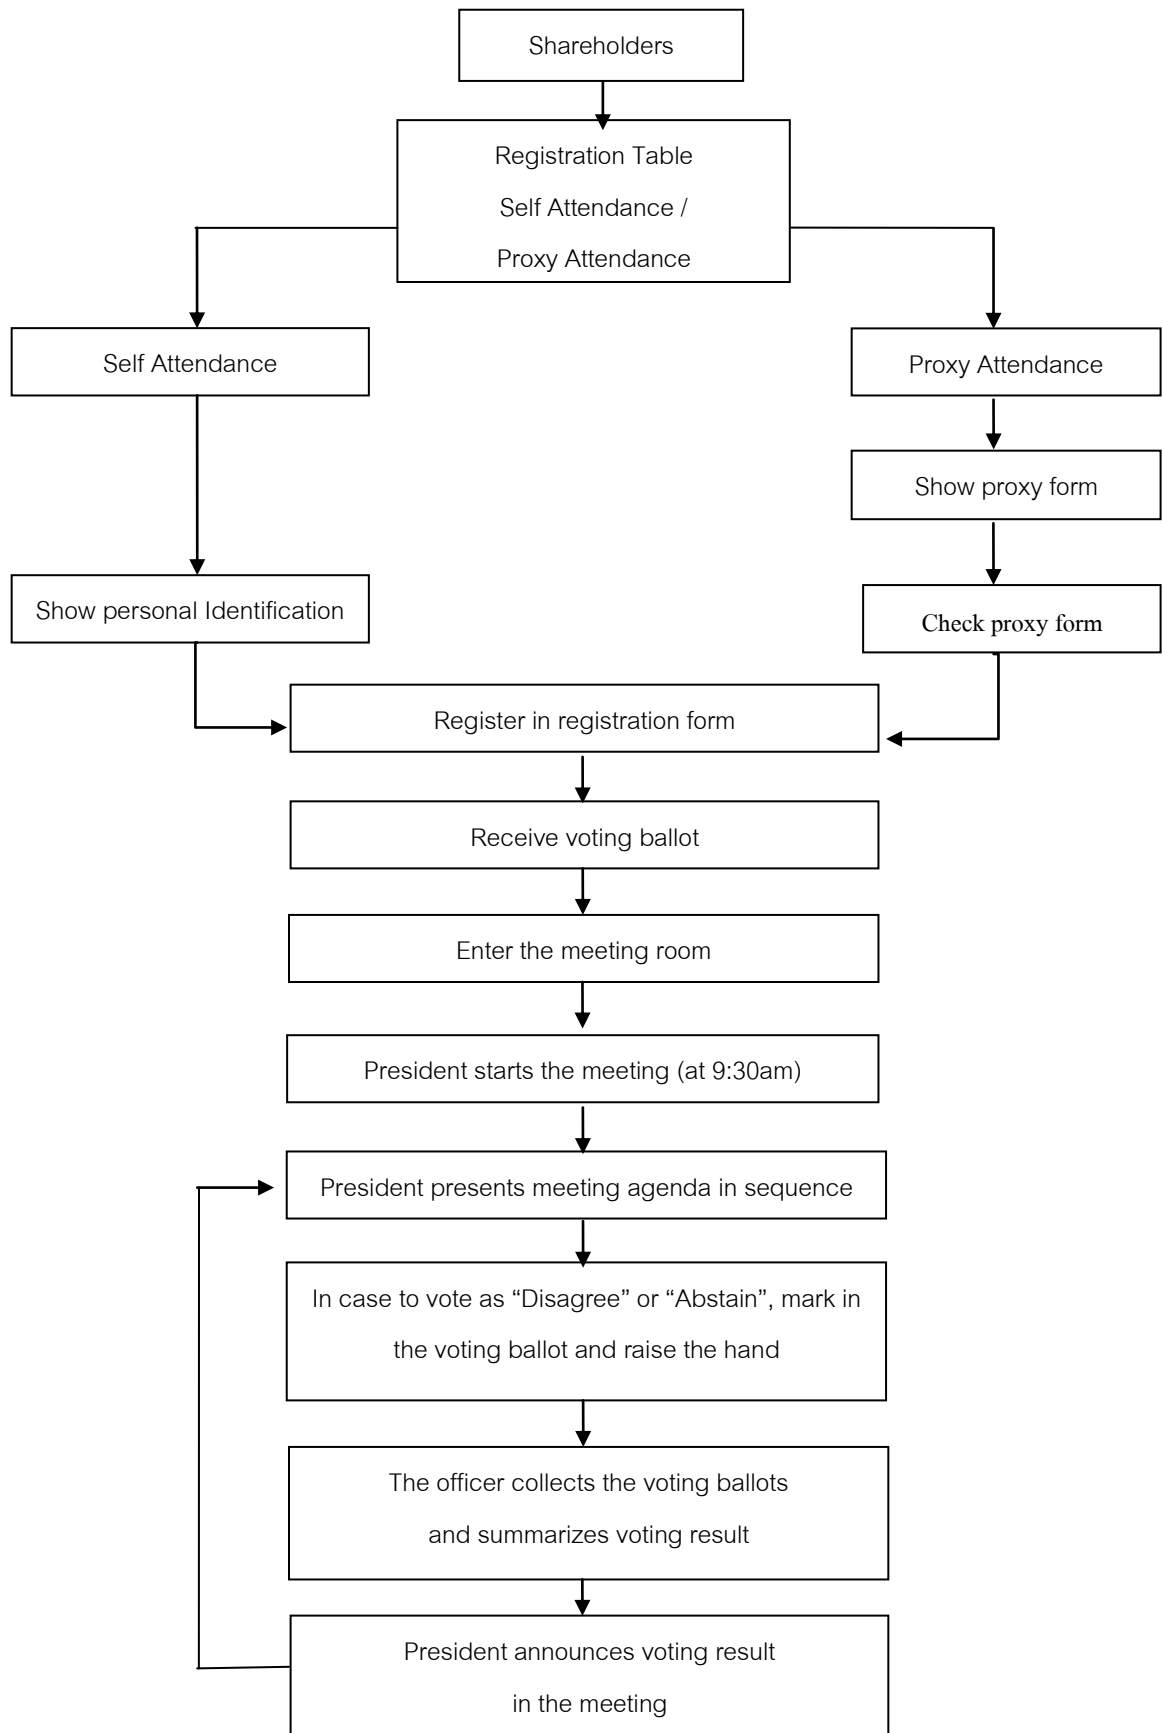 Shareholders
Registration Table
Self Attendance /
Proxy Attendance
Self Attendance
Proxy Attendance
Show proxy form
Show personal Identification
Check proxy form
Register in registration form
Receive voting ballot
Enter the meeting room
President starts the meeting (at 9:30am)
President presents meeting agenda in sequence
In case to vote as “Disagree” or “Abstain”, mark in
the voting ballot and raise the hand
The officer collects the voting ballots
and summarizes voting result
President announces voting result
in the meeting